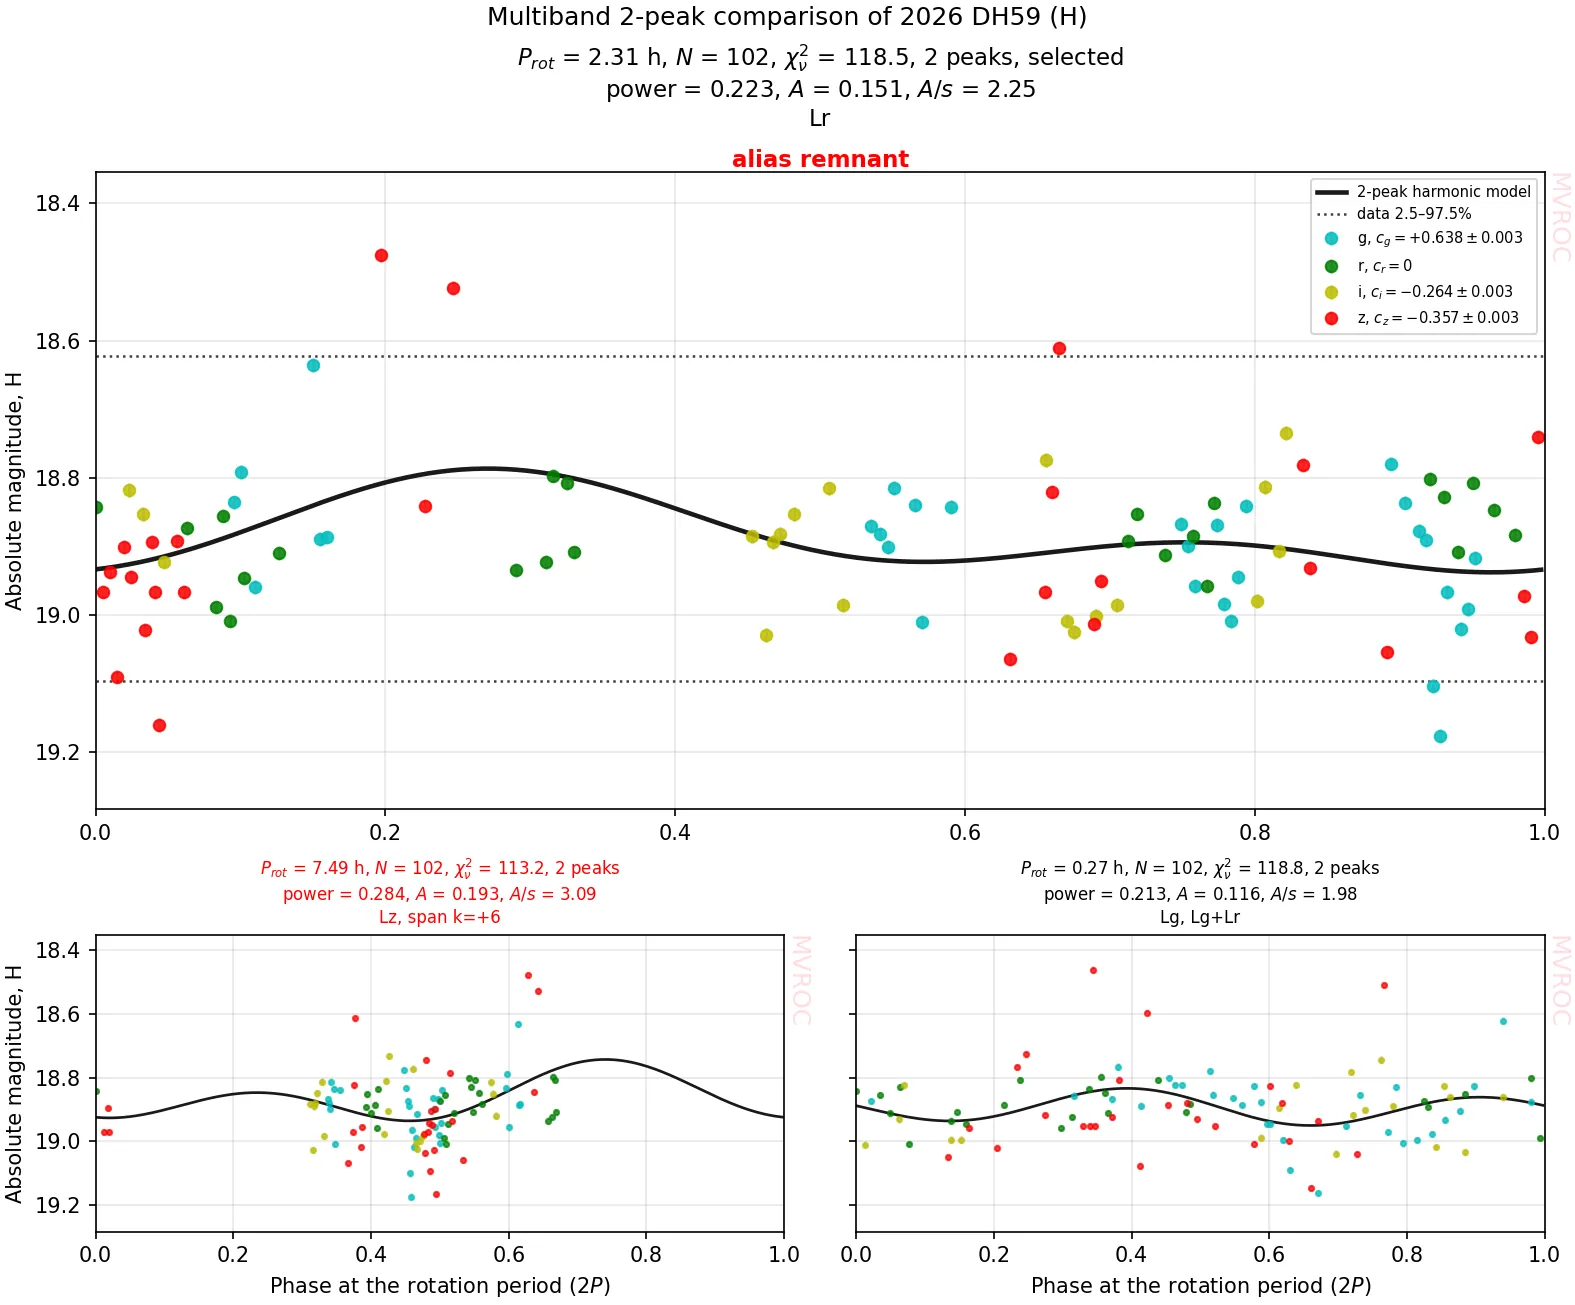 Multiband 2-peak comparison of 2026 DH59 (H)
P_rot = 2.31 h, N = 102, χ²_ν = 118.5, 2 peaks, selected
power = 0.223, A = 0.151, A/s = 2.25
Lr
alias remnant
MVROC
2-peak harmonic model
data 2.5–97.5%
g, c_g = +0.638 ± 0.003
r, c_r = 0
i, c_i = −0.264 ± 0.003
z, c_z = −0.357 ± 0.003
Absolute magnitude, H
18.4
18.6
18.8
19.0
19.2
0.0 0.2 0.4 0.6 0.8 1.0
P_rot = 7.49 h, N = 102, χ²_ν = 113.2, 2 peaks
power = 0.284, A = 0.193, A/s = 3.09
Lz, span k=+6
MVROC
Absolute magnitude, H
18.4
18.6
18.8
19.0
19.2
0.0 0.2 0.4 0.6 0.8 1.0
Phase at the rotation period (2P)
P_rot = 0.27 h, N = 102, χ²_ν = 118.8, 2 peaks
power = 0.213, A = 0.116, A/s = 1.98
Lg, Lg+Lr
MVROC
0.0 0.2 0.4 0.6 0.8 1.0
Phase at the rotation period (2P)